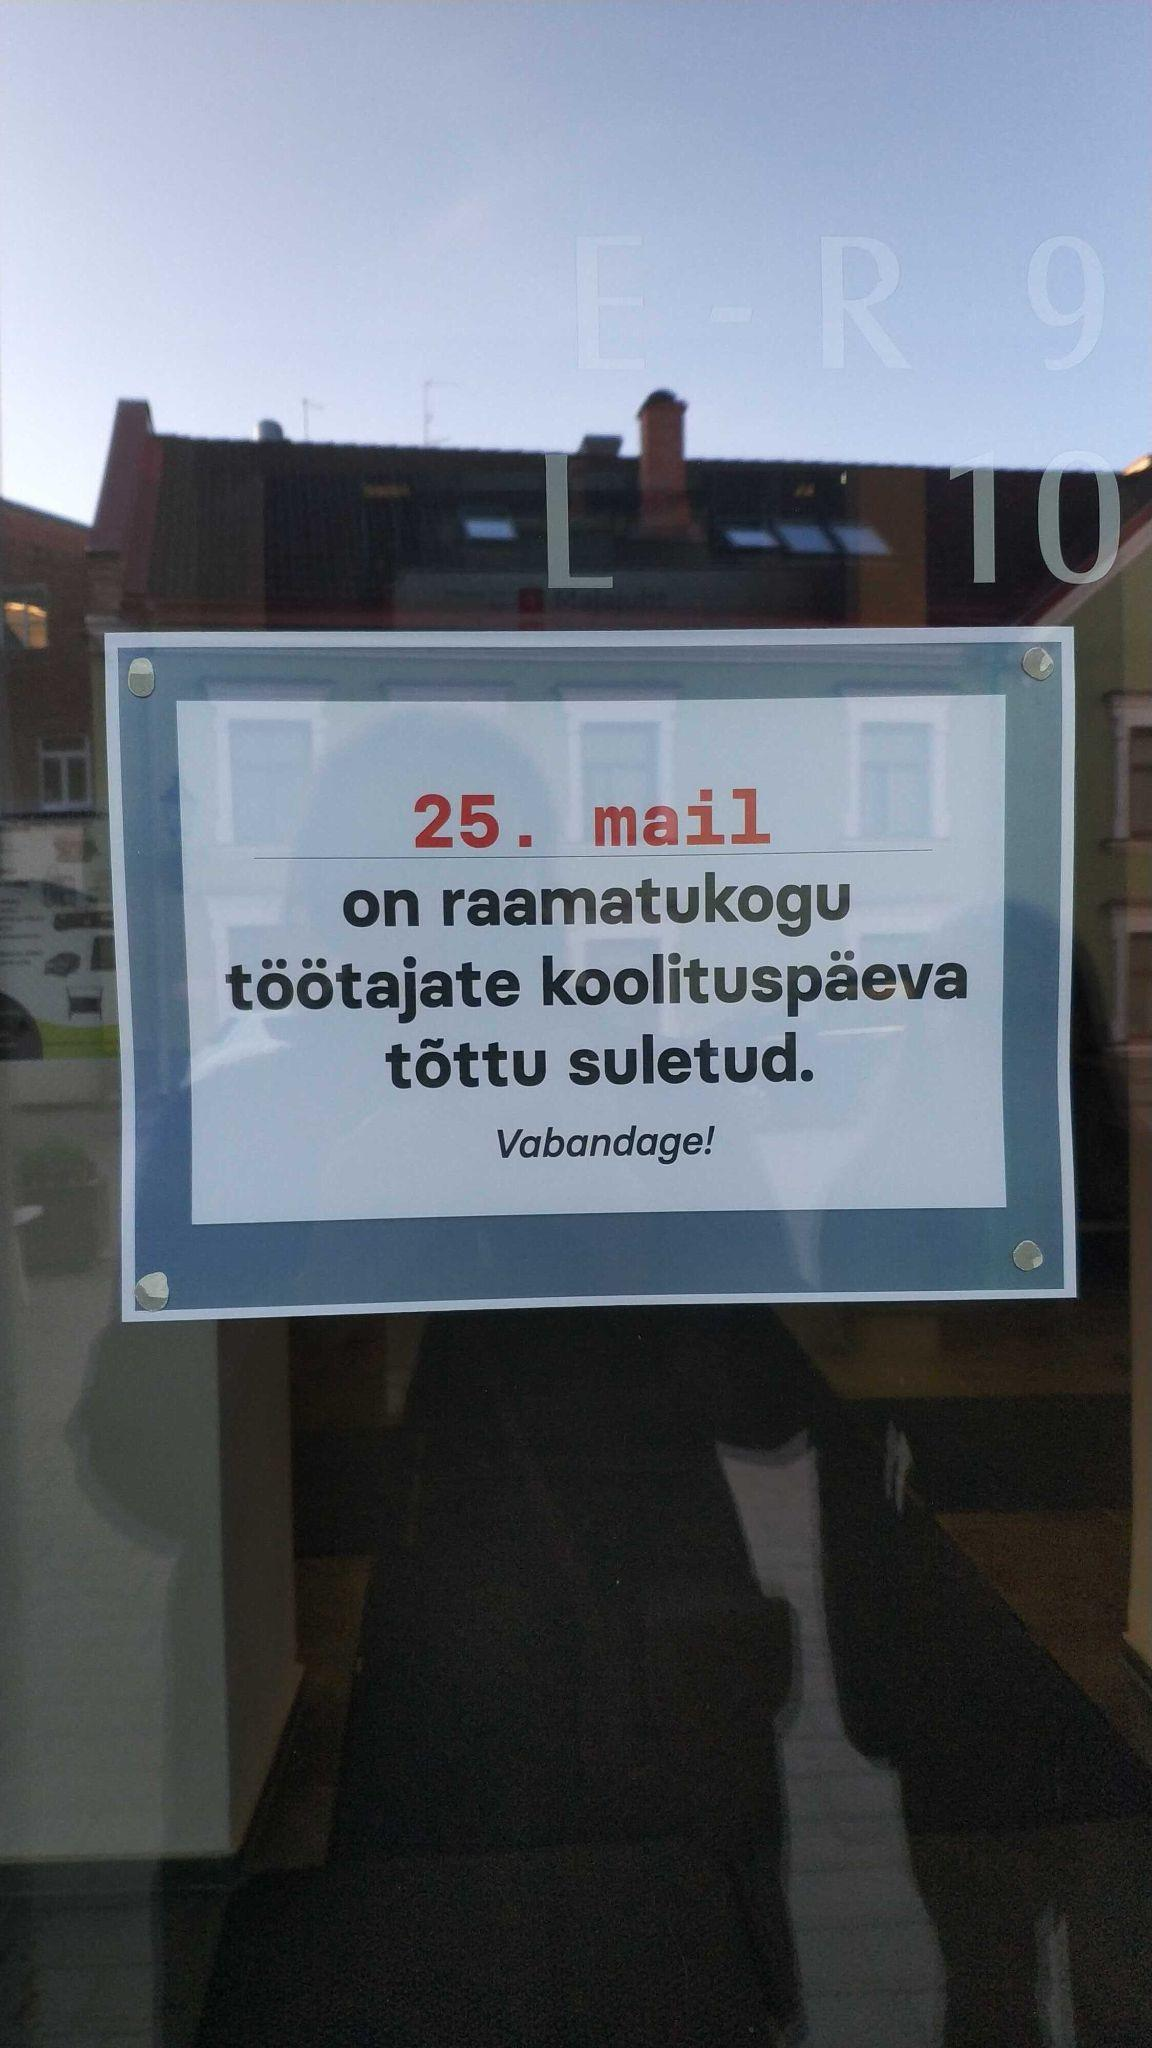 E - R 9
L 10
25. mail
on raamatukogu
töötajate koolituspäeva
tõttu suletud.
Vabandage!